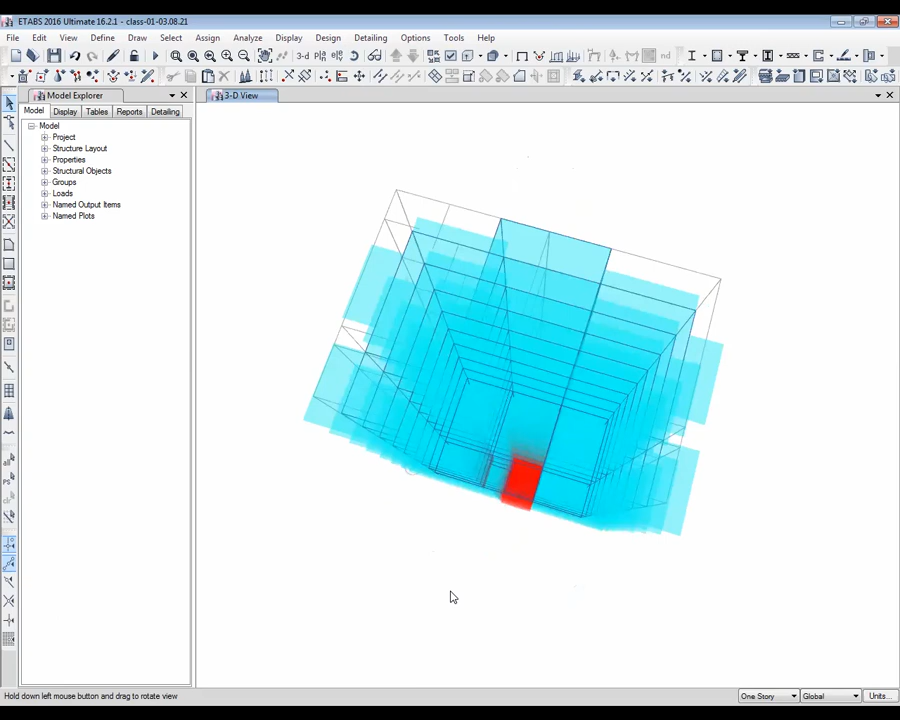 ETABS 2016 Ultimate 16.2.1 - class-01-03.08.21
File Edit View Define Draw Select Assign Analyze Display Design Detailing Options Tools Help
3-d
Model Explorer
3-D View
Model Display Tables Reports Detailing
Model
Project
Structure Layout
Properties
Structural Objects
Groups
Loads
Named Output Items
Named Plots
Hold down left mouse button and drag to rotate view
One Story Global Units...